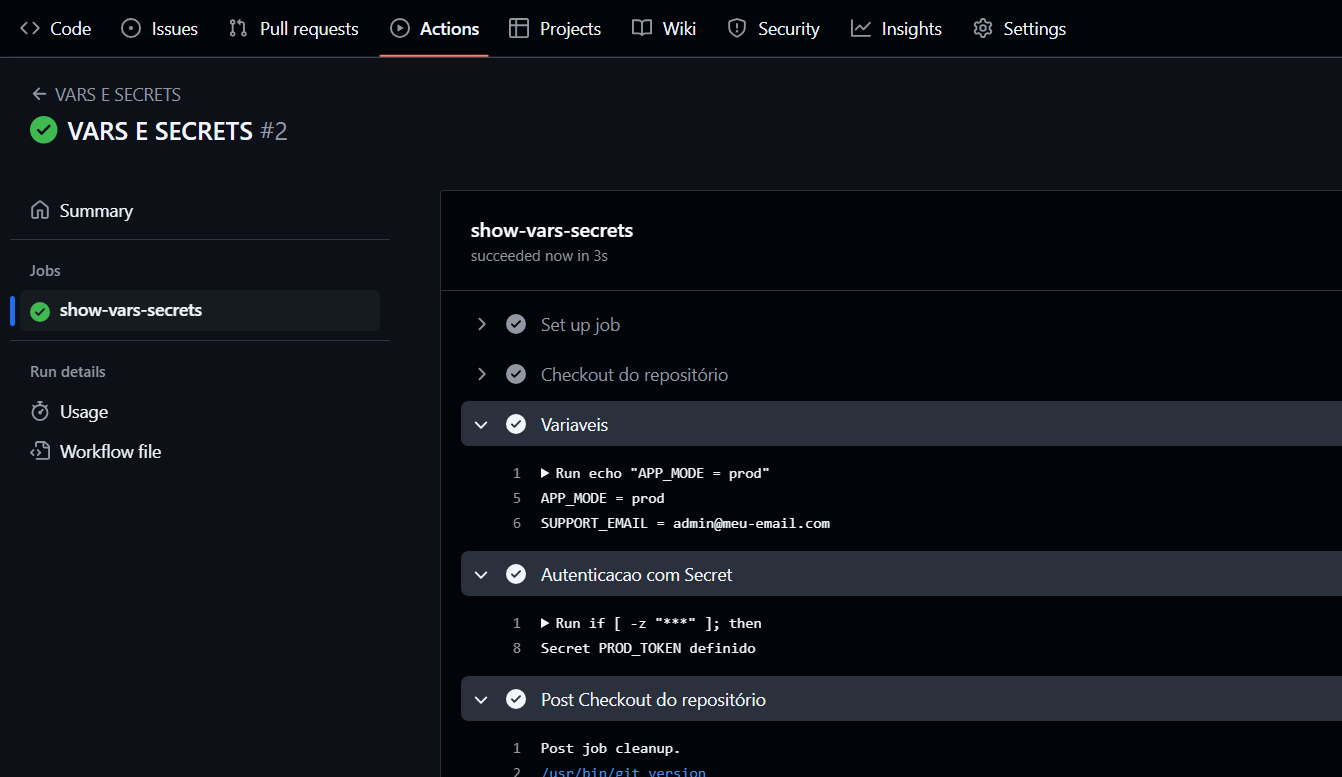 Code Issues Pull requests Actions Projects Wiki Security Insights Settings
VARS E SECRETS
VARS E SECRETS #2
Summary
Jobs
show-vars-secrets
Run details
Usage
Workflow file
show-vars-secrets
succeeded now in 3s
Set up job
Checkout do repositório
Variaveis
1 Run echo "APP_MODE = prod"
5 APP_MODE = prod
6 SUPPORT_EMAIL = admin@meu-email.com
Autenticacao com Secret
1 Run if [ -z "***" ]; then
8 Secret PROD_TOKEN definido
Post Checkout do repositório
1 Post job cleanup.
2 /usr/bin/git version